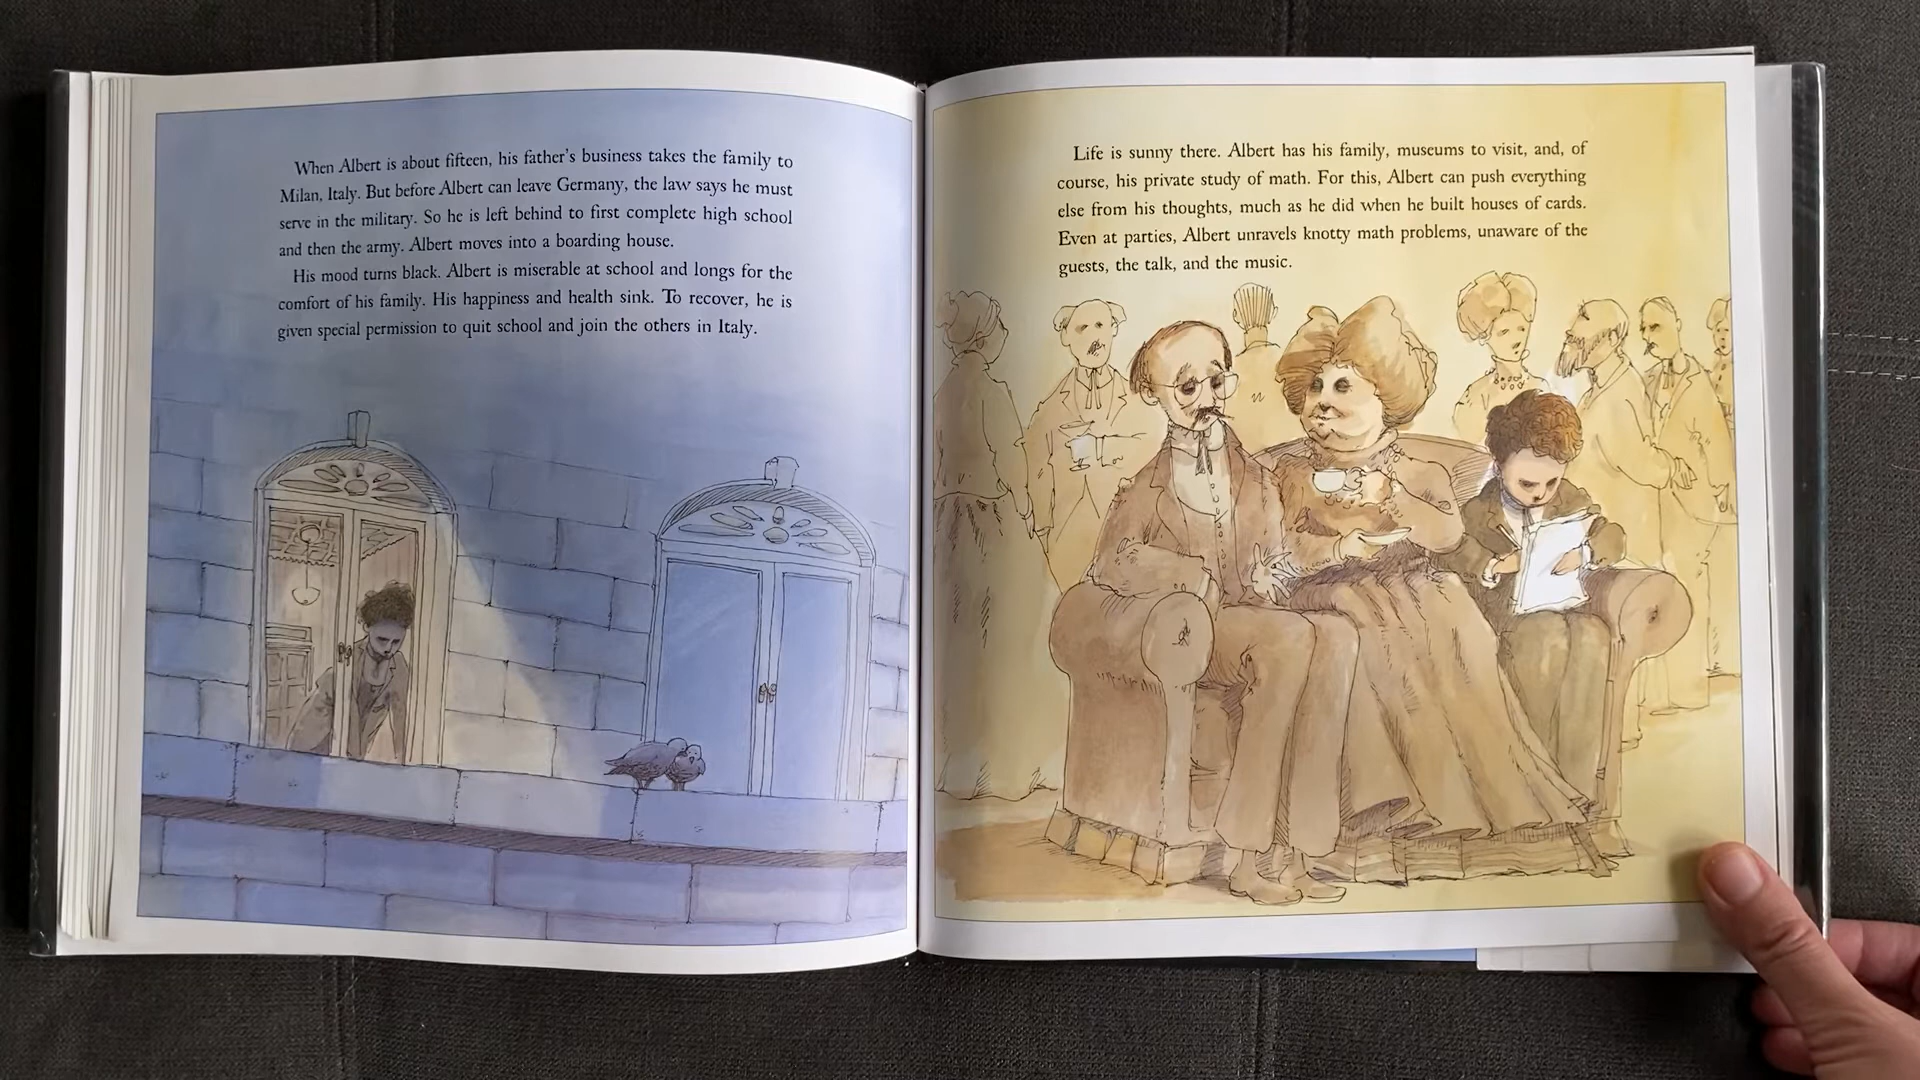 When Albert is about fifteen, his father's business takes the family to
Milan, Italy. But before Albert can leave Germany, the law says he must
serve in the military. So he is left behind to first complete high school
and then the army. Albert moves into a boarding house.
His mood turns black. Albert is miserable at school and longs for the
comfort of his family. His happiness and health sink. To recover, he is
given special permission to quit school and join the others in Italy.
Life is sunny there. Albert has his family, museums to visit, and, of
course, his private study of math. For this, Albert can push everything
else from his thoughts, much as he did when he built houses of cards.
Even at parties, Albert unravels knotty math problems, unaware of the
guests, the talk, and the music.